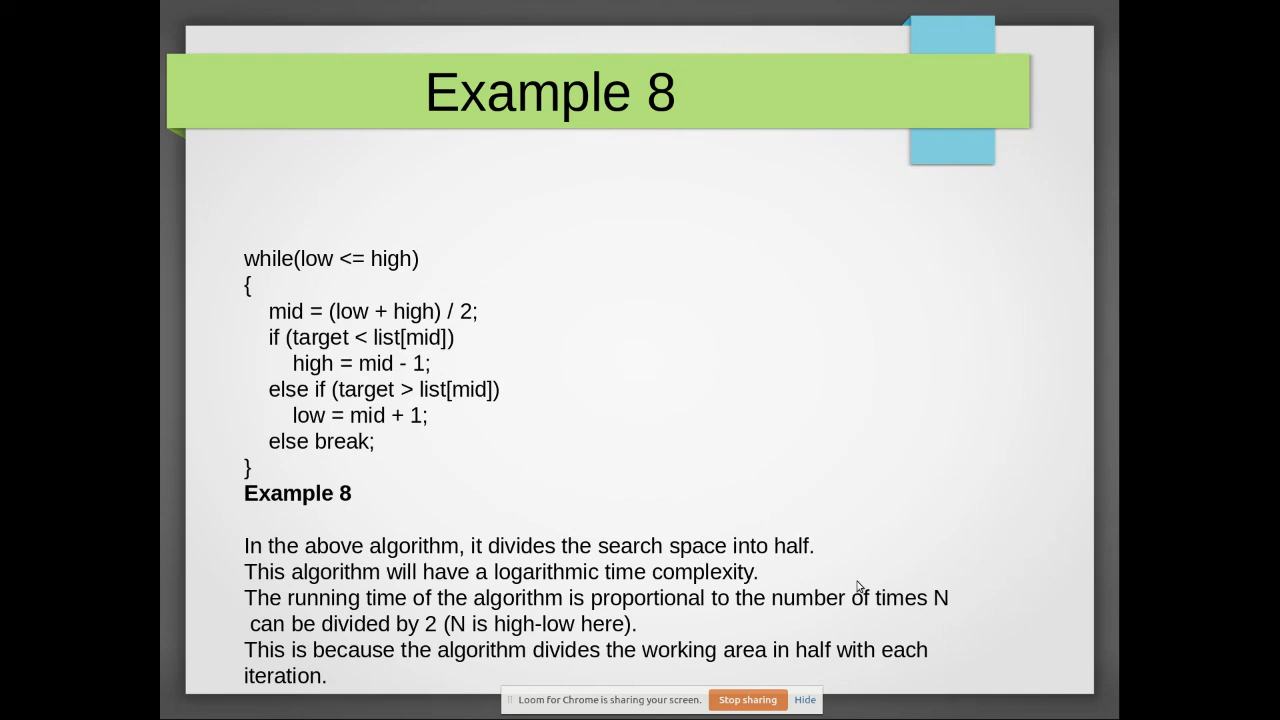 Example 8
while(low <= high)
{
mid = (low + high) / 2;
if (target < list[mid])
high = mid - 1;
else if (target > list[mid])
low = mid + 1;
else break;
}
Example 8
In the above algorithm, it divides the search space into half.
This algorithm will have a logarithmic time complexity.
The running time of the algorithm is proportional to the number of times N
can be divided by 2 (N is high-low here).
This is because the algorithm divides the working area in half with each
iteration.
Loom for Chrome is sharing your screen. Stop sharing Hide